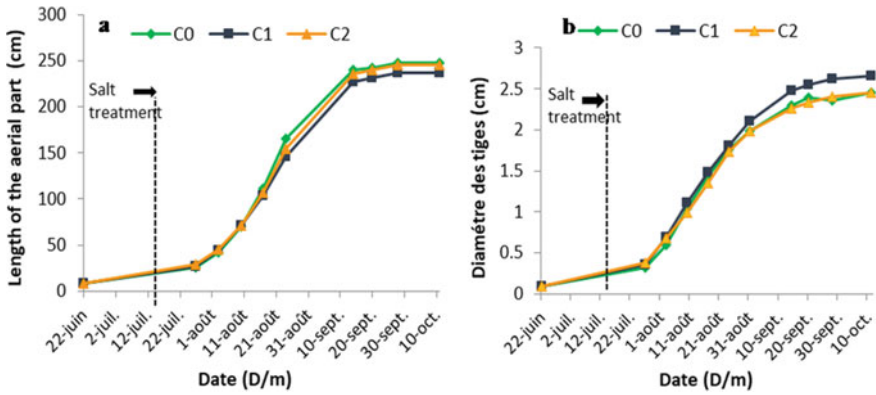 a
C0 C1 C2
Length of the aerial part (cm)
300
250
200
150
100
50
0
Salt
treatment
22-juin
2-juil.
12-juil.
22-juil.
1-août
11-août
21-août
31-août
10-sept.
20-sept.
30-sept.
10-oct.
Date (D/m)
b
C0 C1 C2
Diamétre des tiges (cm)
3
2.5
2
1.5
1
0.5
0
Salt
treatment
22-juin
2-juil.
12-juil.
22-juil.
1-août
11-août
21-août
31-août
10-sept.
20-sept.
30-sept.
10-oct.
Date (D/m)